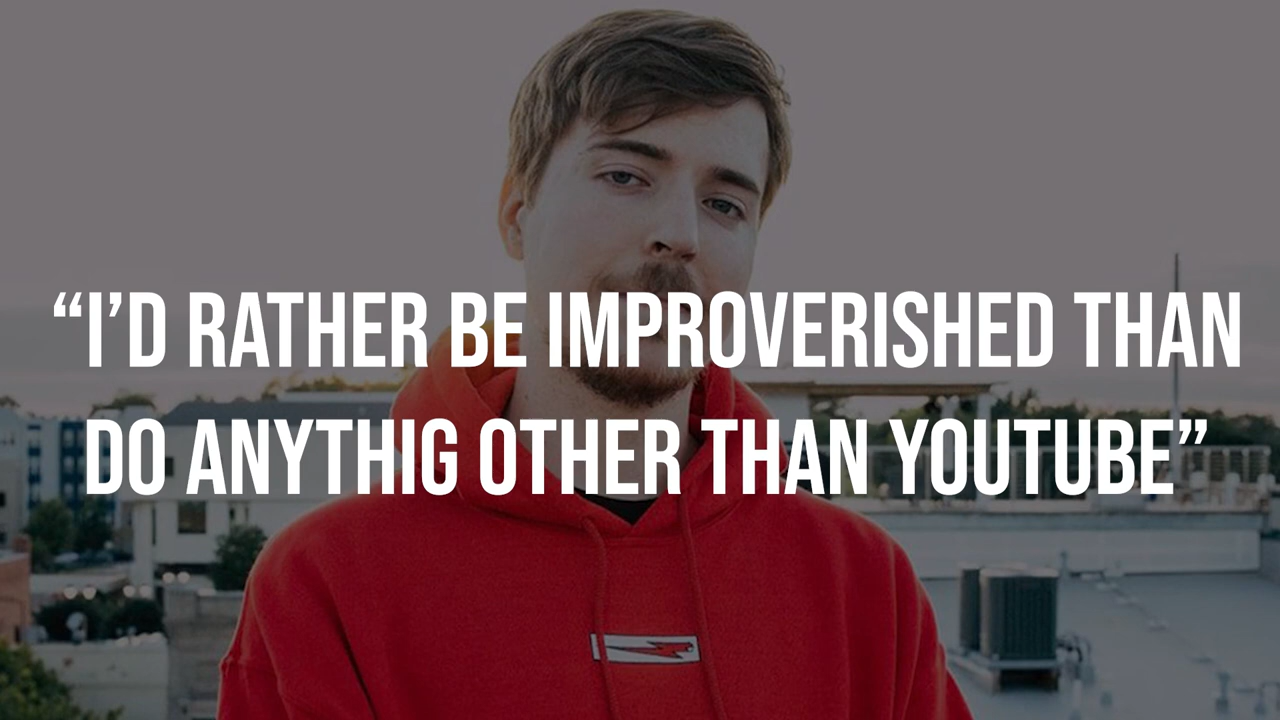 “I’D RATHER BE IMPROVERISHED THAN
DO ANYTHIG OTHER THAN YOUTUBE”